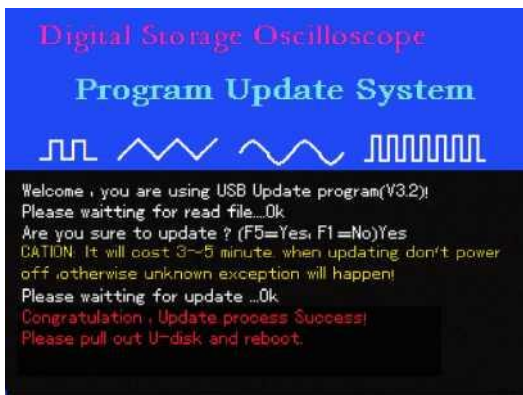 Digital Storage Oscilloscope
Program Update System
Welcome , you are using USB Update program(V3.2)!
Please waitting for read file...Ok
Are you sure to update ? (F5=Yes, F1=No)Yes
CATION: It will cost 3~5 minute. when updating don't power
off ,otherwise unknown exception will happen!
Please waitting for update ...Ok
Congratulation , Update process Success!
Please pull out U-disk and reboot.